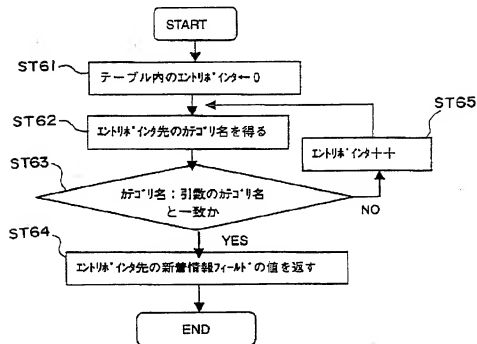 START
ST61
テーブル内のエントリポインタ←0
ST62
エントリポインタ先のカテゴリ名を得る
ST65
エントリポインタ++
ST63
カテゴリ名:引数のカテゴリ名
と一致か
NO
YES
ST64
エントリポインタ先の新着情報フィールドの値を返す
END